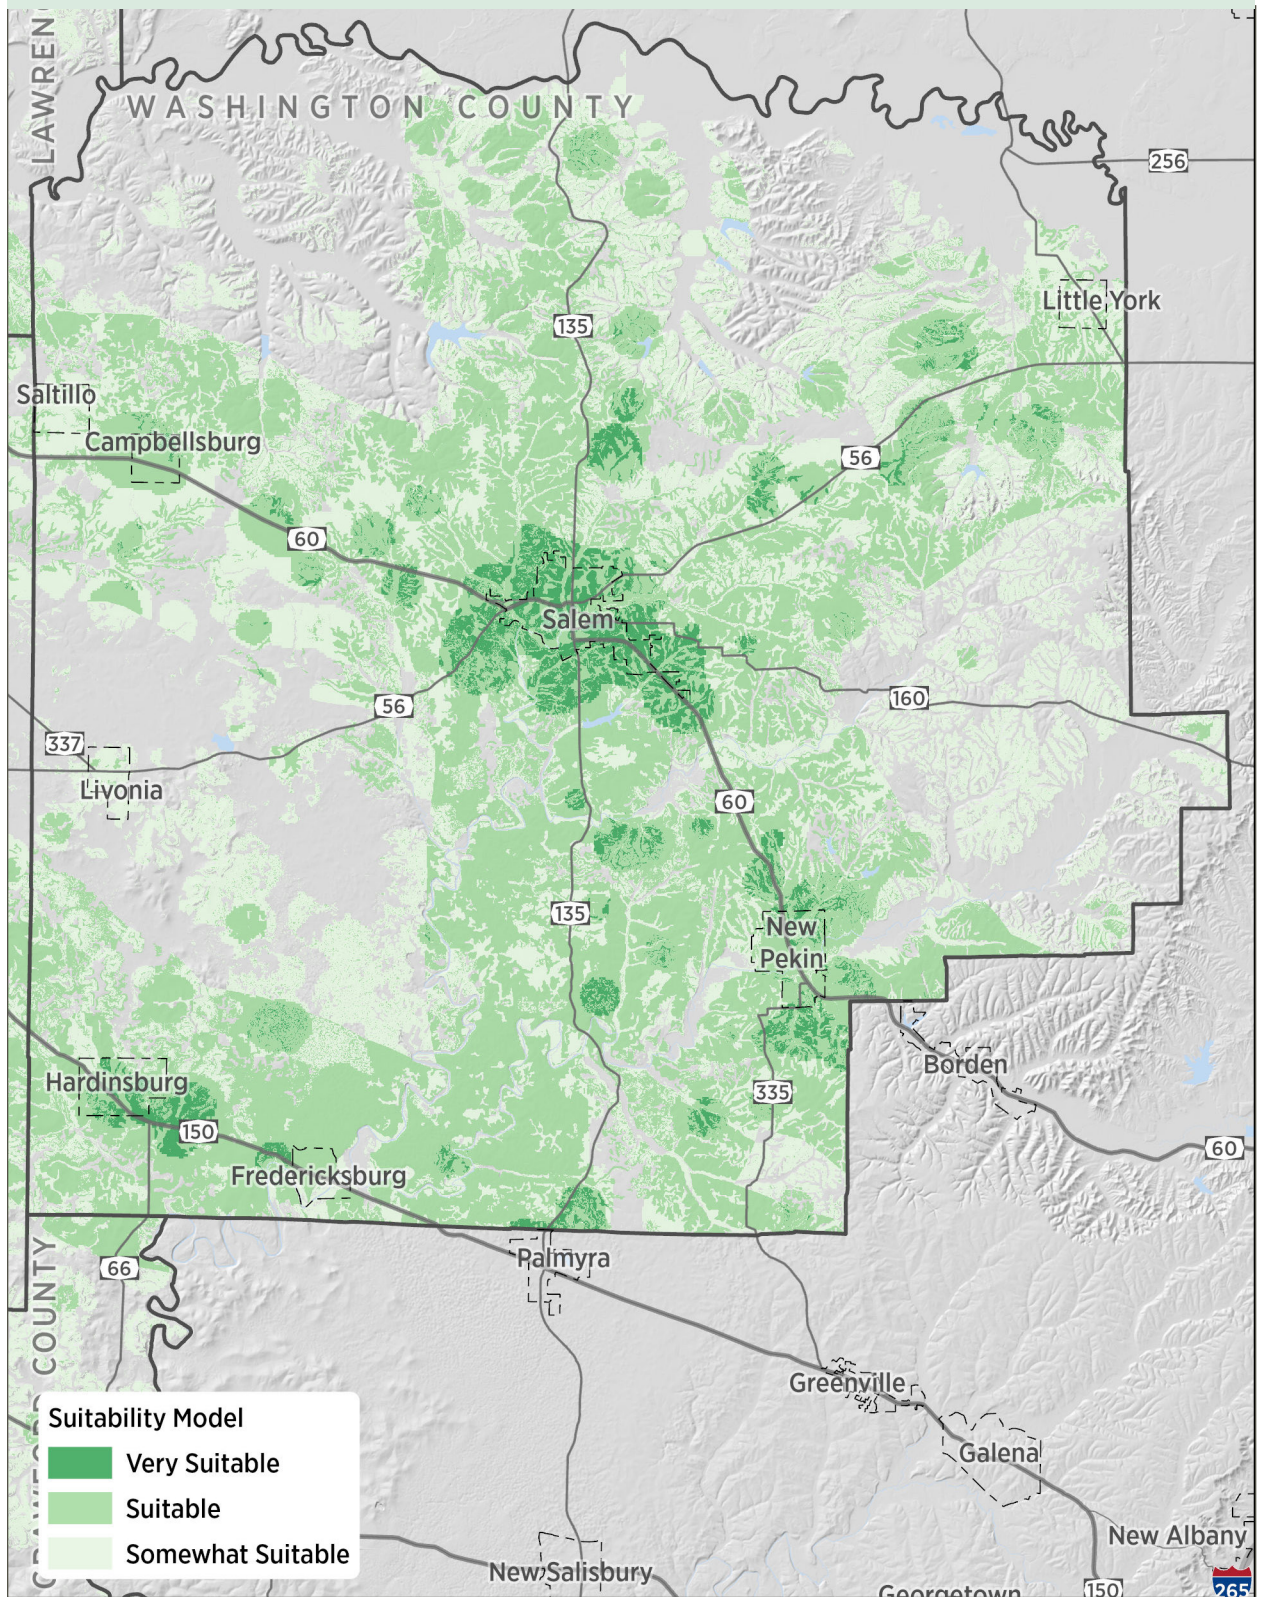 LAWREN
WASHINGTON COUNTY
256
Little York
135
Saltillo
Campbellsburg
56
60
Salem
56
160
337
Livonia
60
135
New
Pekin
Hardinsburg
Borden
335
150
60
Fredericksburg
Palmyra
66
CRAWFORD COUNTY
Greenville
Galena
Suitability Model
Very Suitable
Suitable
Somewhat Suitable
New Albany
New Salisbury
Georgetown
150
265